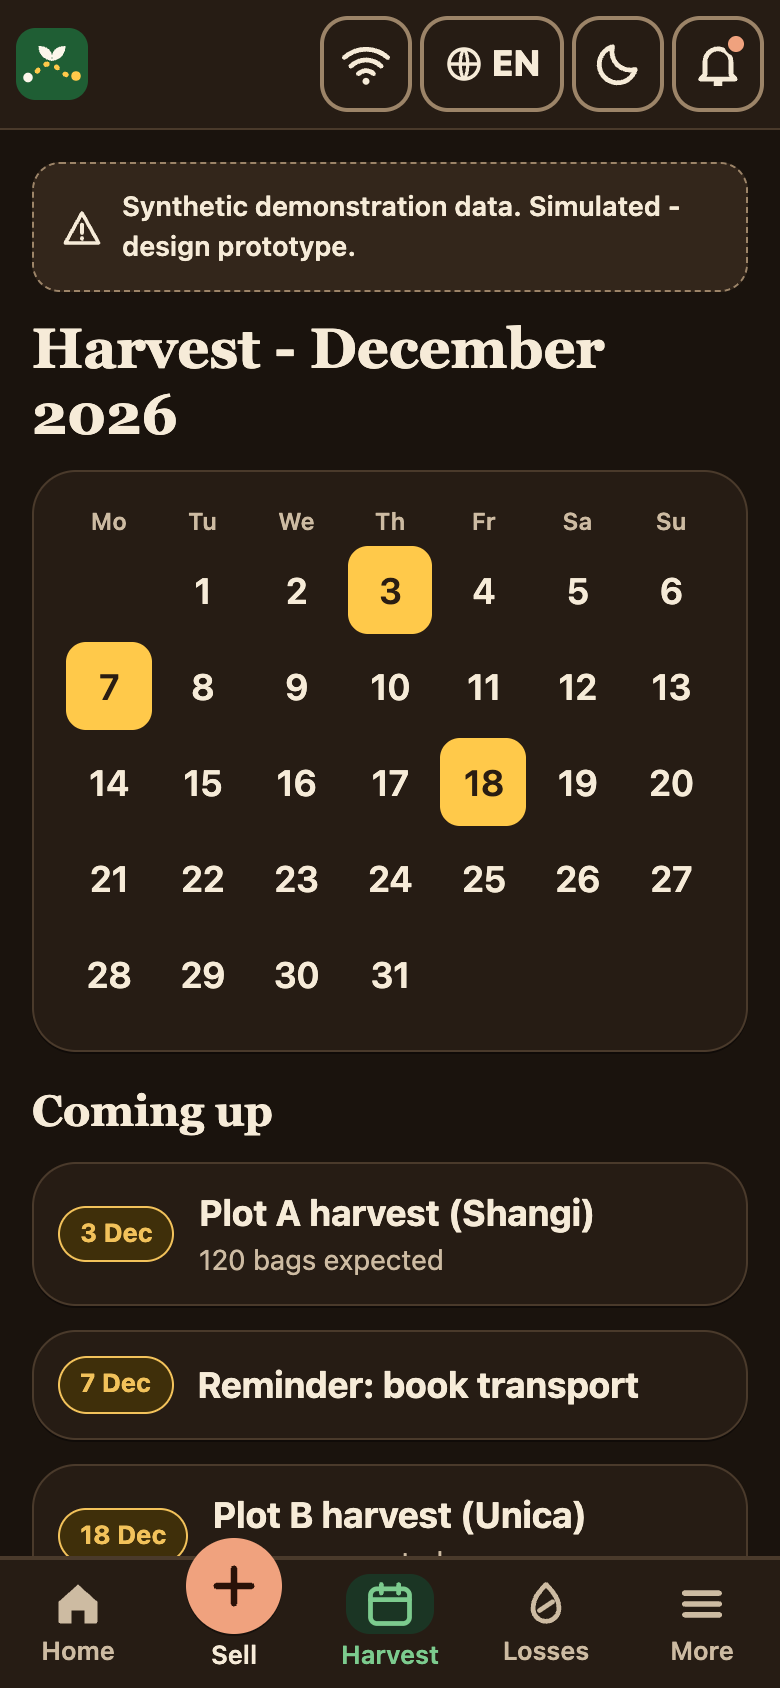 EN
Synthetic demonstration data. Simulated -
design prototype.
Harvest - December
2026
Mo Tu We Th Fr Sa Su
1 2 3 4 5 6
7 8 9 10 11 12 13
14 15 16 17 18 19 20
21 22 23 24 25 26 27
28 29 30 31
Coming up
3 Dec
Plot A harvest (Shangi)
120 bags expected
7 Dec
Reminder: book transport
18 Dec
Plot B harvest (Unica)
Home Sell Harvest Losses More